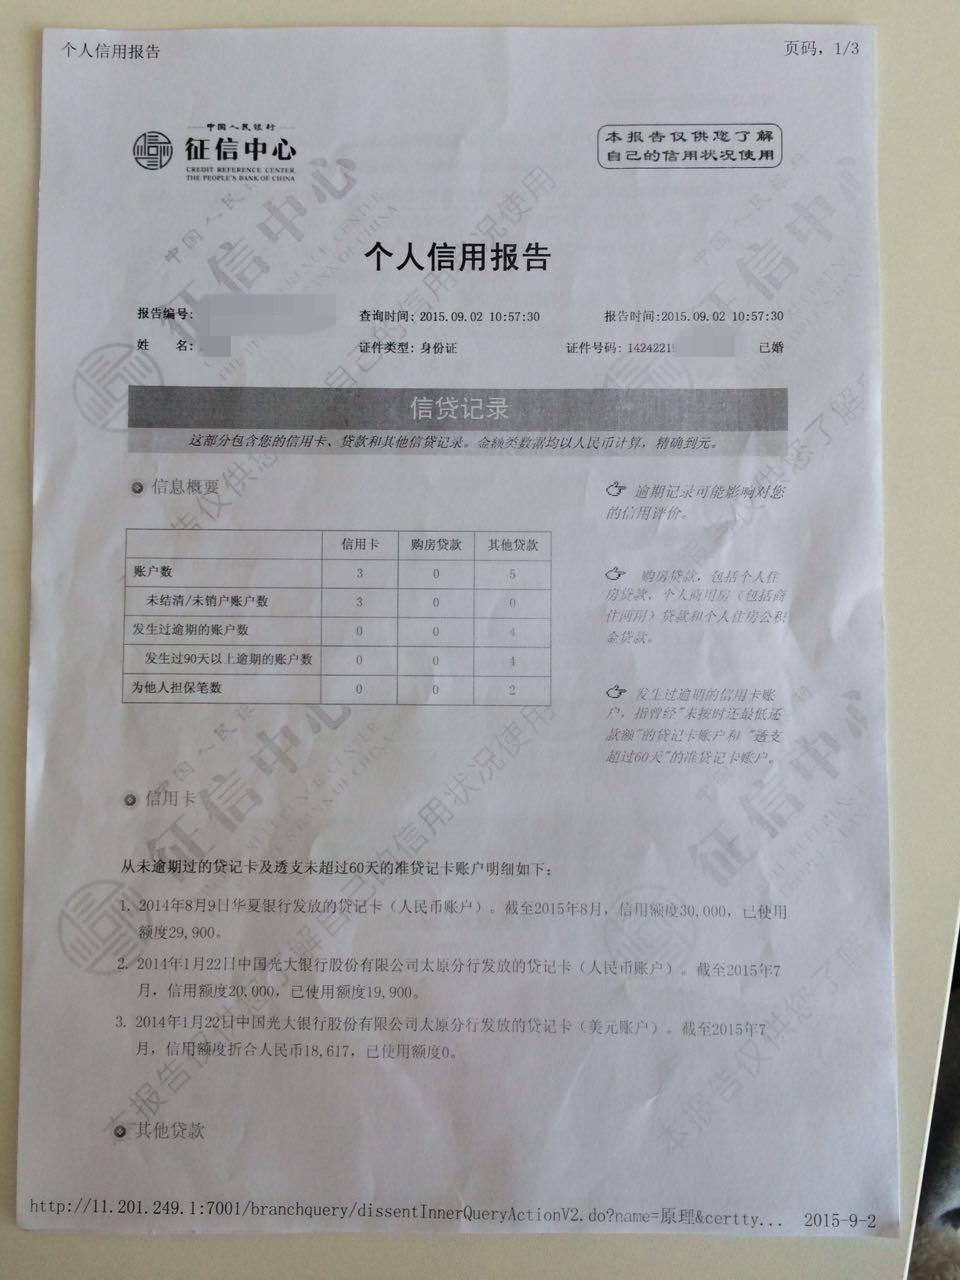 个人信用报告
页码，1/3
中国人民银行
征信中心
CREDIT REFERENCE CENTER,
THE PEOPLE'S BANK OF CHINA
本报告仅供您了解
自己的信用状况使用
个人信用报告
报告编号:
查询时间:2015.09.02 10:57:30
报告时间:2015.09.02 10:57:30
姓 名:
证件类型:身份证
证件号码:1424221
已婚
信贷记录
这部分包含您的信用卡、贷款和其他信贷记录。金额类数据均以人民币计算，精确到元。
信息概要
逾期记录可能影响对您
的信用评价。
信用卡 购房贷款 其他贷款
账户数 3 0 5
未结清/未销户账户数 3 0 0
发生过逾期的账户数 0 0 4
发生过90天以上逾期的账户数 0 0 4
为他人担保笔数 0 0 2
购房贷款，包括个人住
房贷款、个人商用房（包括商
住两用）贷款和个人住房公积
金贷款。
发生过逾期的信用卡账
户，指曾经"未按时还最低还
款额"的贷记卡账户和"透支
超过60天"的准贷记卡账户。
信用卡
从未逾期过的贷记卡及透支未超过60天的准贷记卡账户明细如下：
1. 2014年8月9日华夏银行发放的贷记卡（人民币账户）。截至2015年8月，信用额度30,000，已使用
额度29,900。
2. 2014年1月22日中国光大银行股份有限公司太原分行发放的贷记卡（人民币账户）。截至2015年7
月，信用额度20,000，已使用额度19,900。
3. 2014年1月22日中国光大银行股份有限公司太原分行发放的贷记卡（美元账户）。截至2015年7
月，信用额度折合人民币18,617，已使用额度0。
其他贷款
http://11.201.249.1:7001/branchquery/dissentInnerQueryActionV2.do?name=原理&certty... 2015-9-2